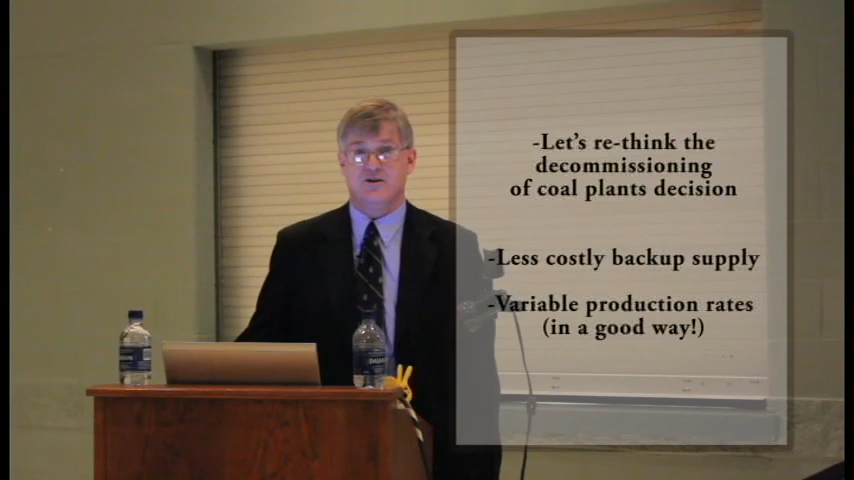 -Let's re-think the
decommissioning
of coal plants decision
-Less costly backup supply
-Variable production rates
(in a good way!)